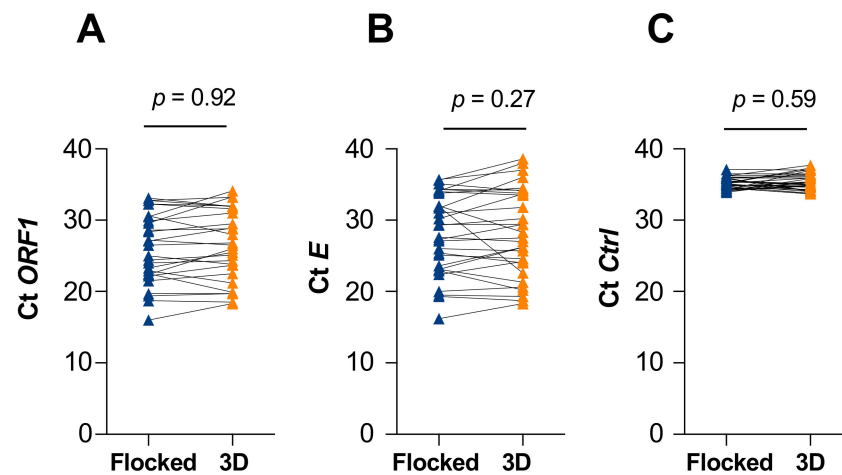 A
p = 0.92
Ct ORF1
40
30
20
10
0
Flocked 3D
B
p = 0.27
Ct E
40
30
20
10
0
Flocked 3D
C
p = 0.59
Ct Ctrl
40
30
20
10
0
Flocked 3D